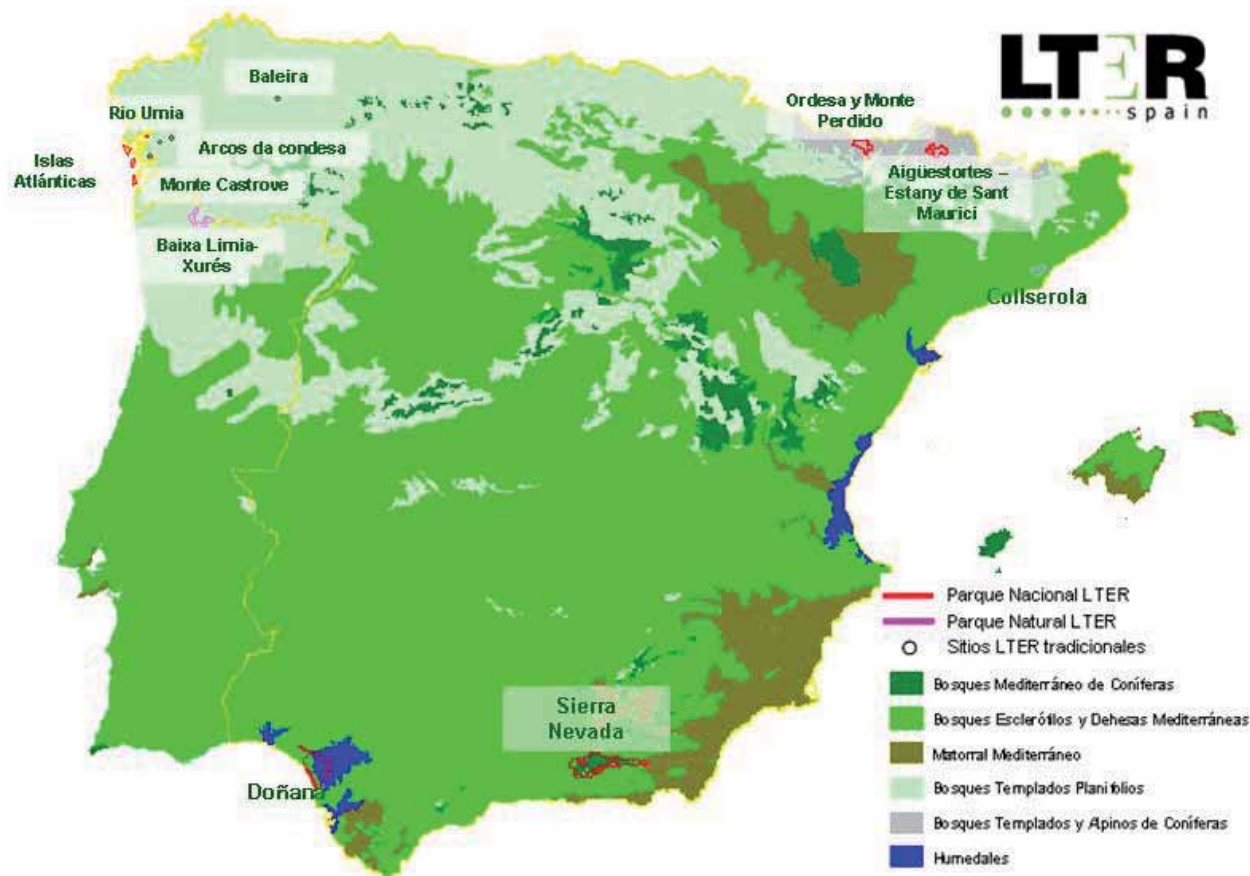 LTER
spain
Baleira
Rio Umia
Arcos da condesa
Islas
Atlánticas
Monte Castrove
Baixa Limia-
Xurés
Ordesa y Monte
Perdido
Aigüestortes –
Estany de Sant
Maurici
Collserola
Sierra
Nevada
Doñana
Parque Nacional LTER
Parque Natural LTER
Sitios LTER tradicionales
Bosques Mediterráneo de Coníferas
Bosques Esclerófilos y Dehesas Mediterráneas
Matorral Mediterráneo
Bosques Templados Planifolios
Bosques Templados y Alpinos de Coníferas
Humedales